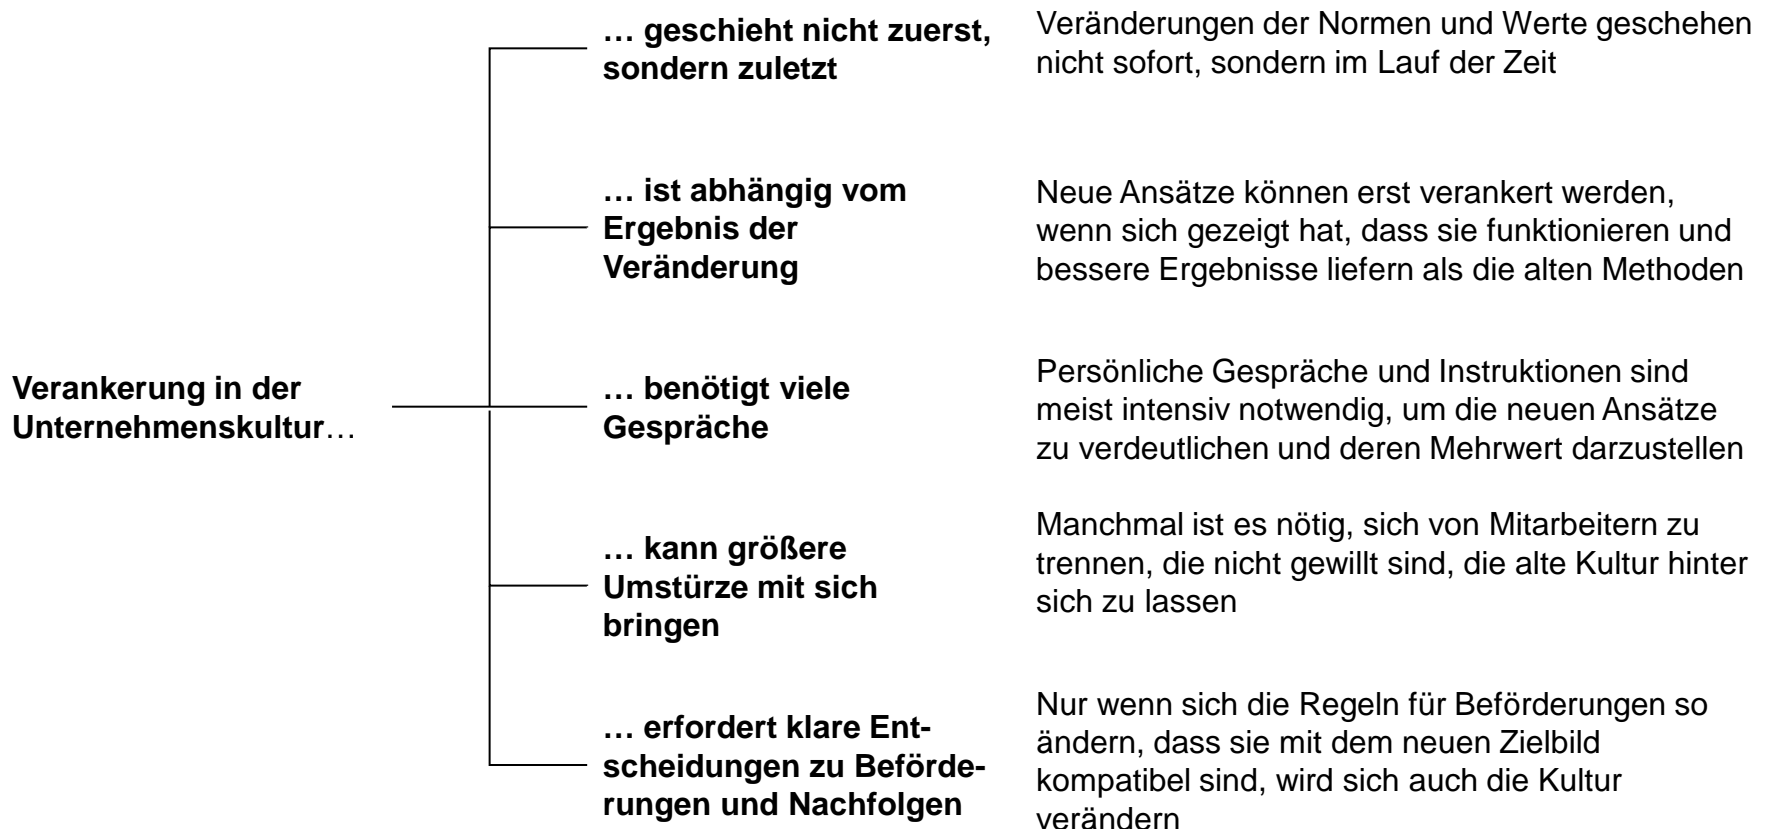 Verankerung in der
Unternehmenskultur…
… geschieht nicht zuerst,
sondern zuletzt
Veränderungen der Normen und Werte geschehen
nicht sofort, sondern im Lauf der Zeit
… ist abhängig vom
Ergebnis der
Veränderung
Neue Ansätze können erst verankert werden,
wenn sich gezeigt hat, dass sie funktionieren und
bessere Ergebnisse liefern als die alten Methoden
… benötigt viele
Gespräche
Persönliche Gespräche und Instruktionen sind
meist intensiv notwendig, um die neuen Ansätze
zu verdeutlichen und deren Mehrwert darzustellen
… kann größere
Umstürze mit sich
bringen
Manchmal ist es nötig, sich von Mitarbeitern zu
trennen, die nicht gewillt sind, die alte Kultur hinter
sich zu lassen
… erfordert klare Ent-
scheidungen zu Beförde-
rungen und Nachfolgen
Nur wenn sich die Regeln für Beförderungen so
ändern, dass sie mit dem neuen Zielbild
kompatibel sind, wird sich auch die Kultur
verändern